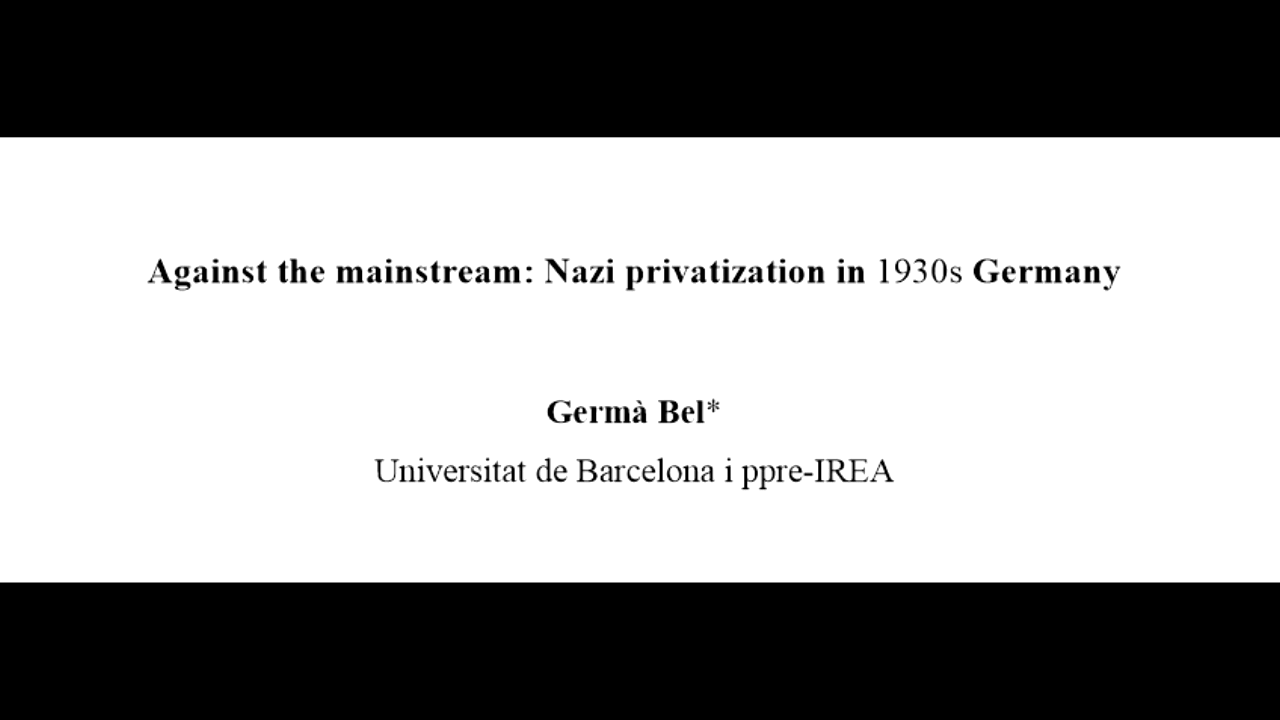 Against the mainstream: Nazi privatization in 1930s Germany
Germà Bel*
Universitat de Barcelona i ppre-IREA